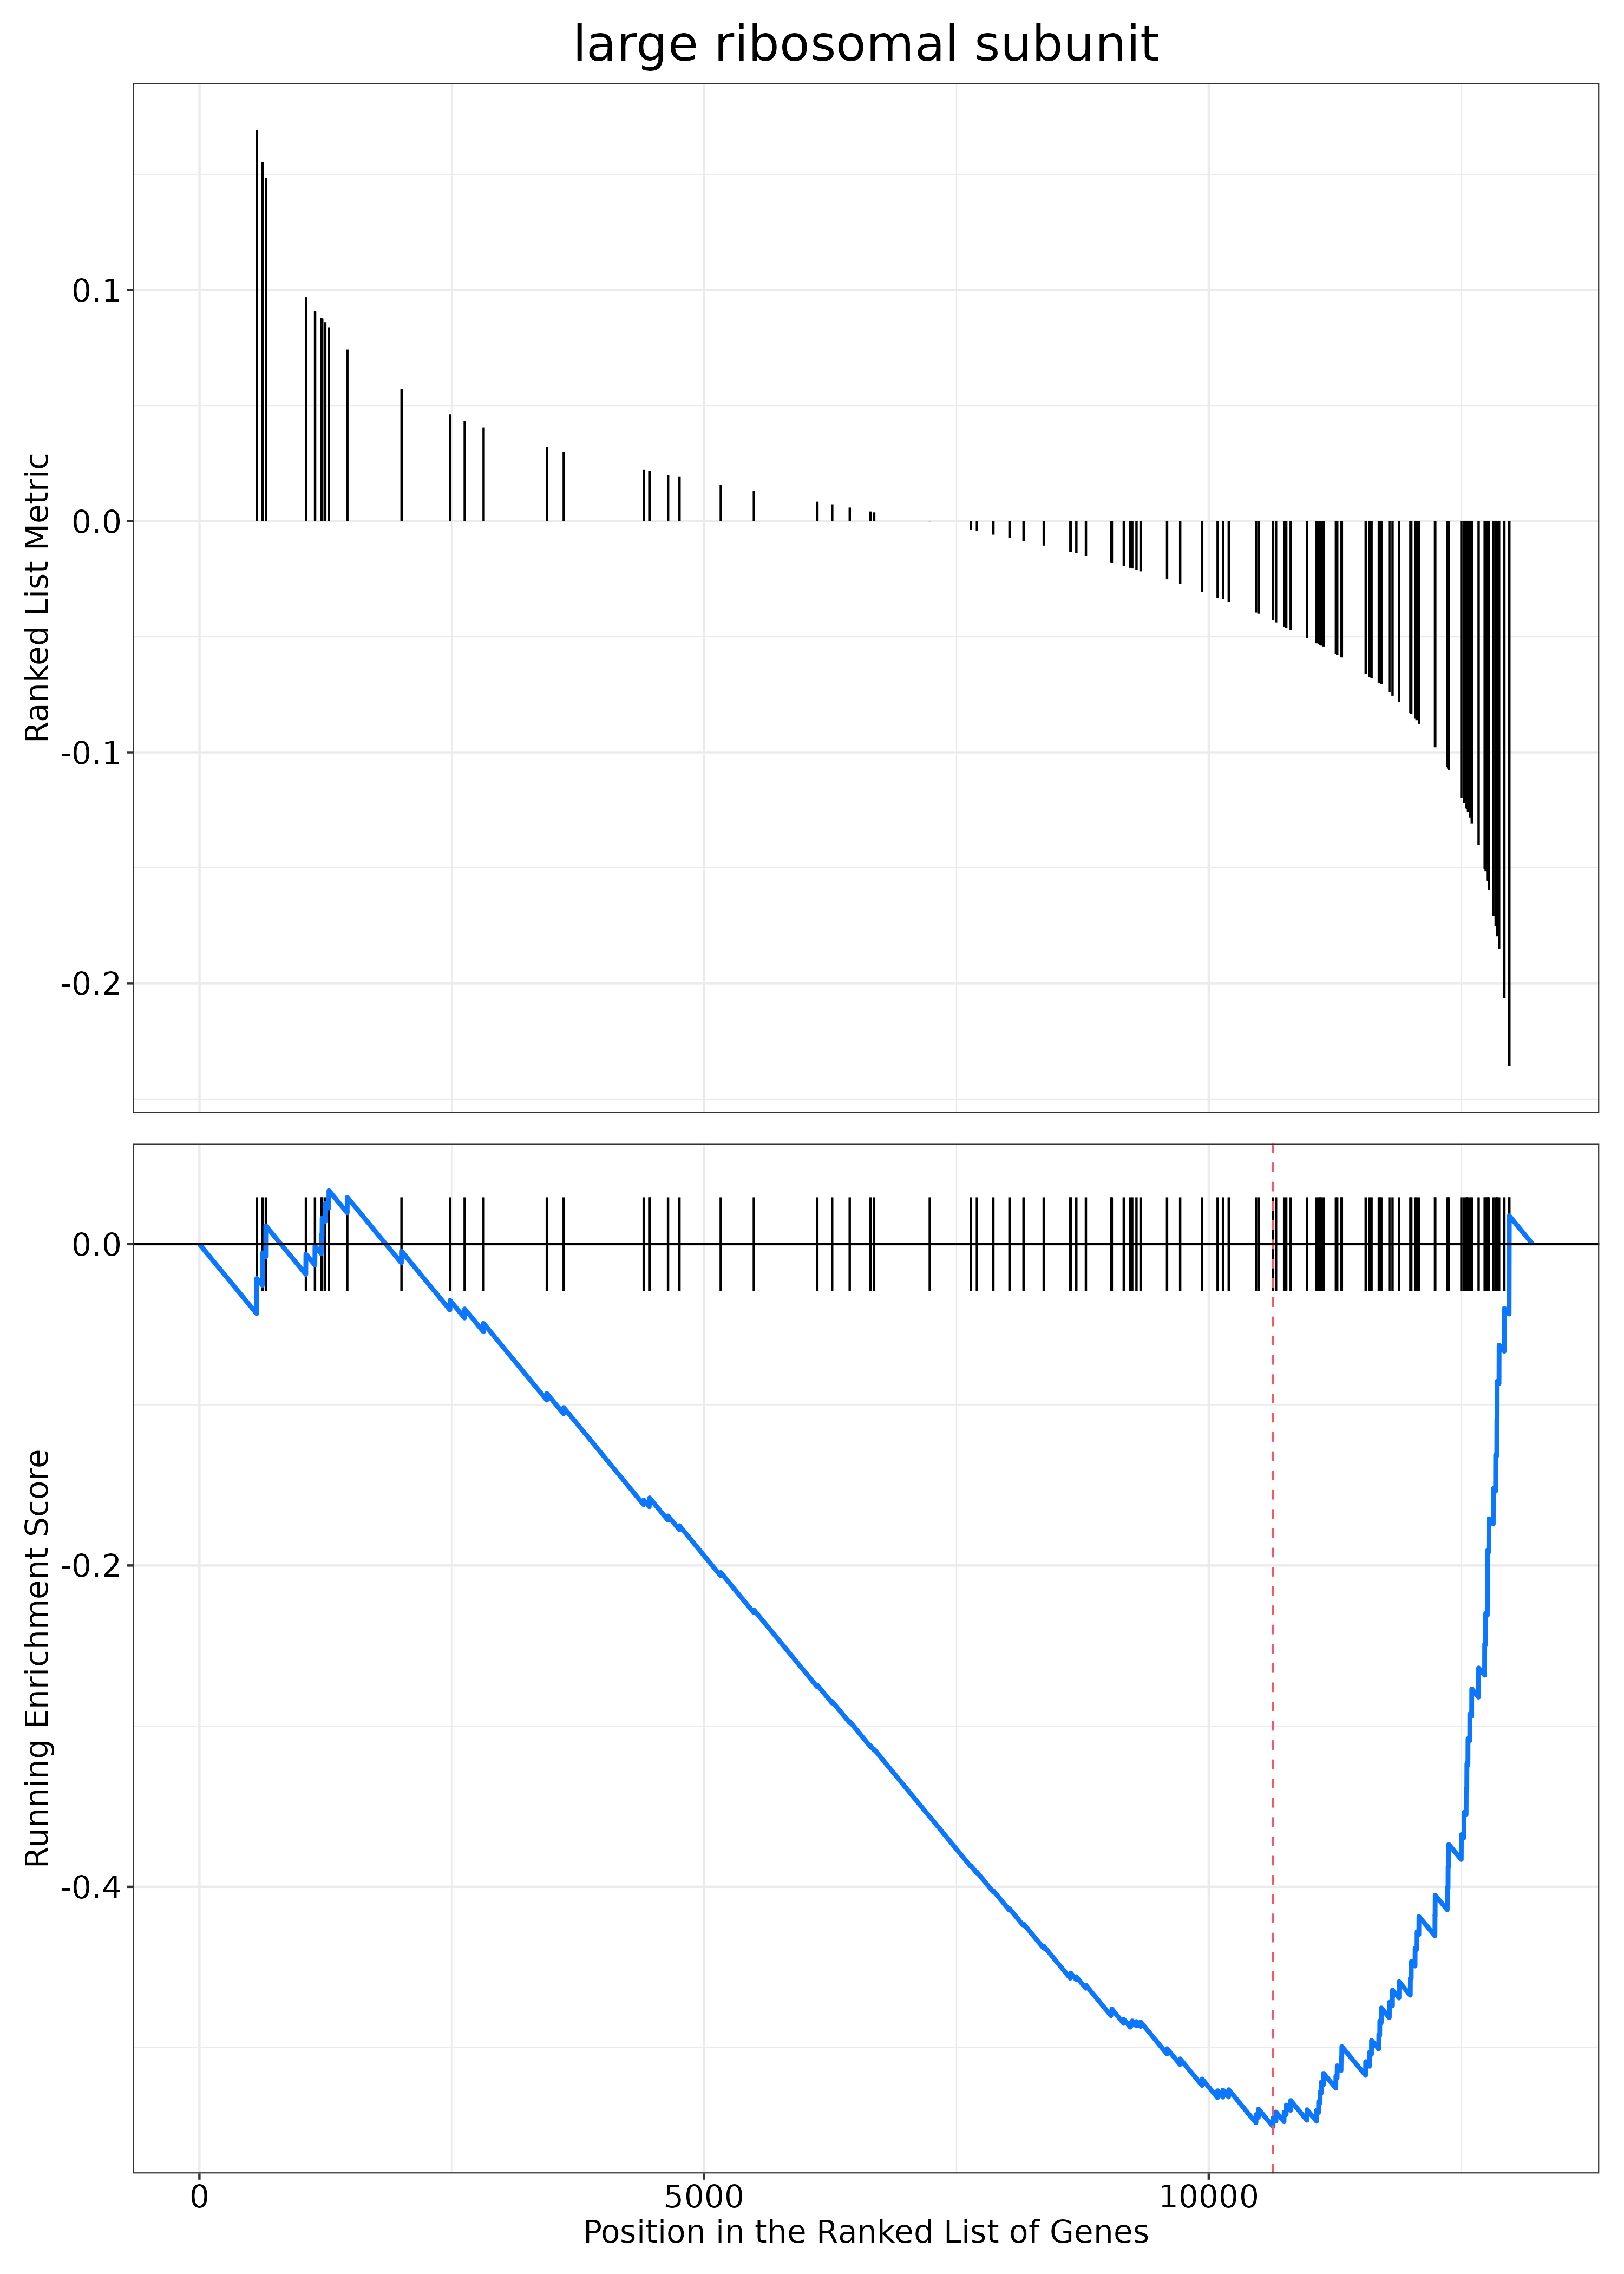 large ribosomal subunit
Ranked List Metric
0.1
0.0
-0.1
-0.2
Running Enrichment Score
0.0
-0.2
-0.4
0 5000 10000
Position in the Ranked List of Genes